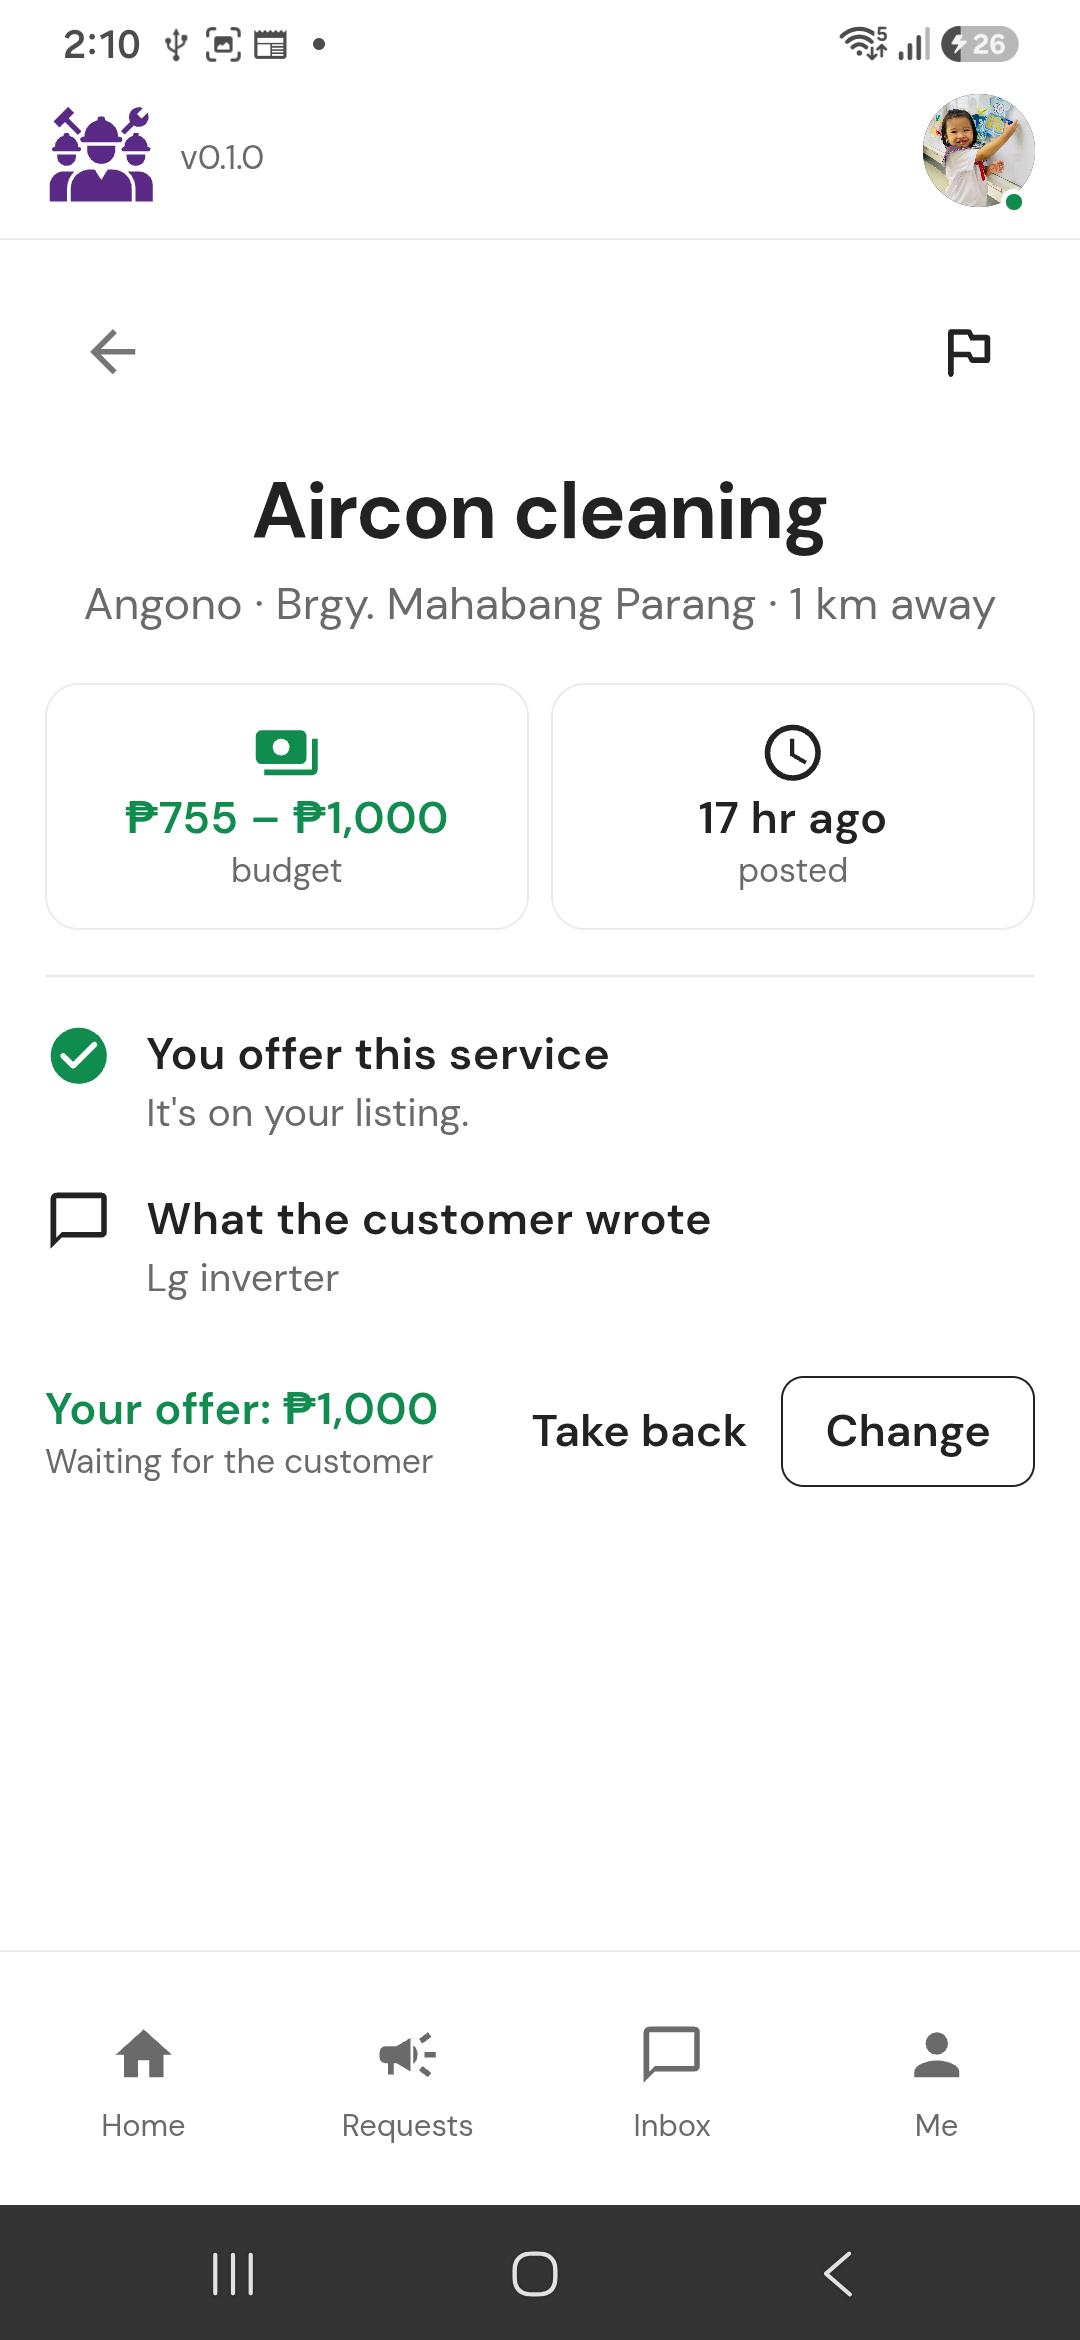 2:10
5
26
v0.1.0
Aircon cleaning
Angono · Brgy. Mahabang Parang · 1 km away
₱755 – ₱1,000
budget
17 hr ago
posted
You offer this service
It's on your listing.
What the customer wrote
Lg inverter
Your offer: ₱1,000
Waiting for the customer
Take back
Change
Home
Requests
Inbox
Me